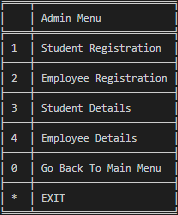 Admin Menu
1 Student Registration
2 Employee Registration
3 Student Details
4 Employee Details
0 Go Back To Main Menu
* EXIT